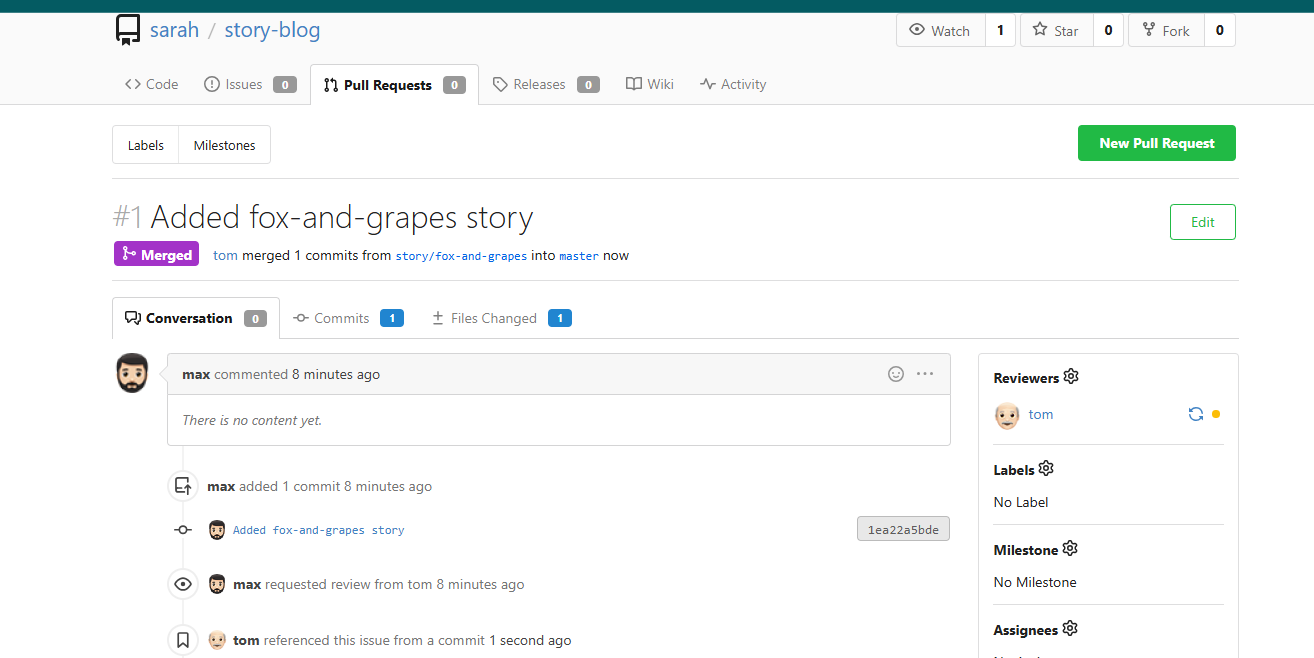 sarah / story-blog
Watch 1 Star 0 Fork 0
Code Issues 0 Pull Requests 0 Releases 0 Wiki Activity
Labels Milestones New Pull Request
#1 Added fox-and-grapes story Edit
Merged tom merged 1 commits from story/fox-and-grapes into master now
Conversation 0 Commits 1 Files Changed 1
max commented 8 minutes ago
There is no content yet.
max added 1 commit 8 minutes ago
Added fox-and-grapes story 1ea22a5bde
max requested review from tom 8 minutes ago
tom referenced this issue from a commit 1 second ago
Reviewers
tom
Labels
No Label
Milestone
No Milestone
Assignees